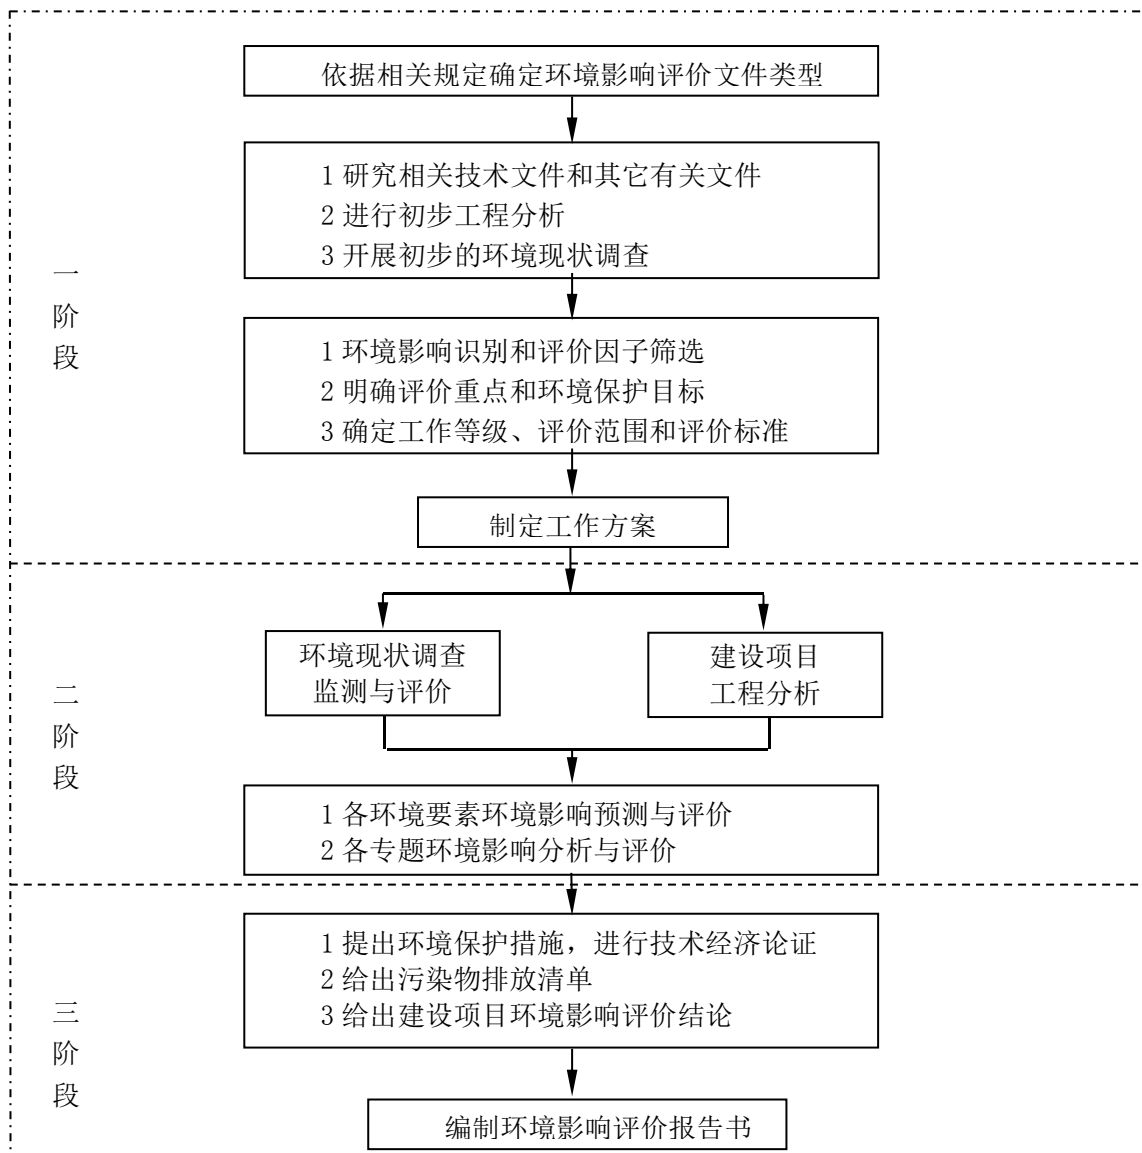 依据相关规定确定环境影响评价文件类型
1 研究相关技术文件和其它有关文件
2 进行初步工程分析
3 开展初步的环境现状调查
一
阶
段
1 环境影响识别和评价因子筛选
2 明确评价重点和环境保护目标
3 确定工作等级、评价范围和评价标准
制定工作方案
环境现状调查
监测与评价
建设项目
工程分析
二
阶
段
1 各环境要素环境影响预测与评价
2 各专题环境影响分析与评价
1 提出环境保护措施，进行技术经济论证
2 给出污染物排放清单
3 给出建设项目环境影响评价结论
三
阶
段
编制环境影响评价报告书